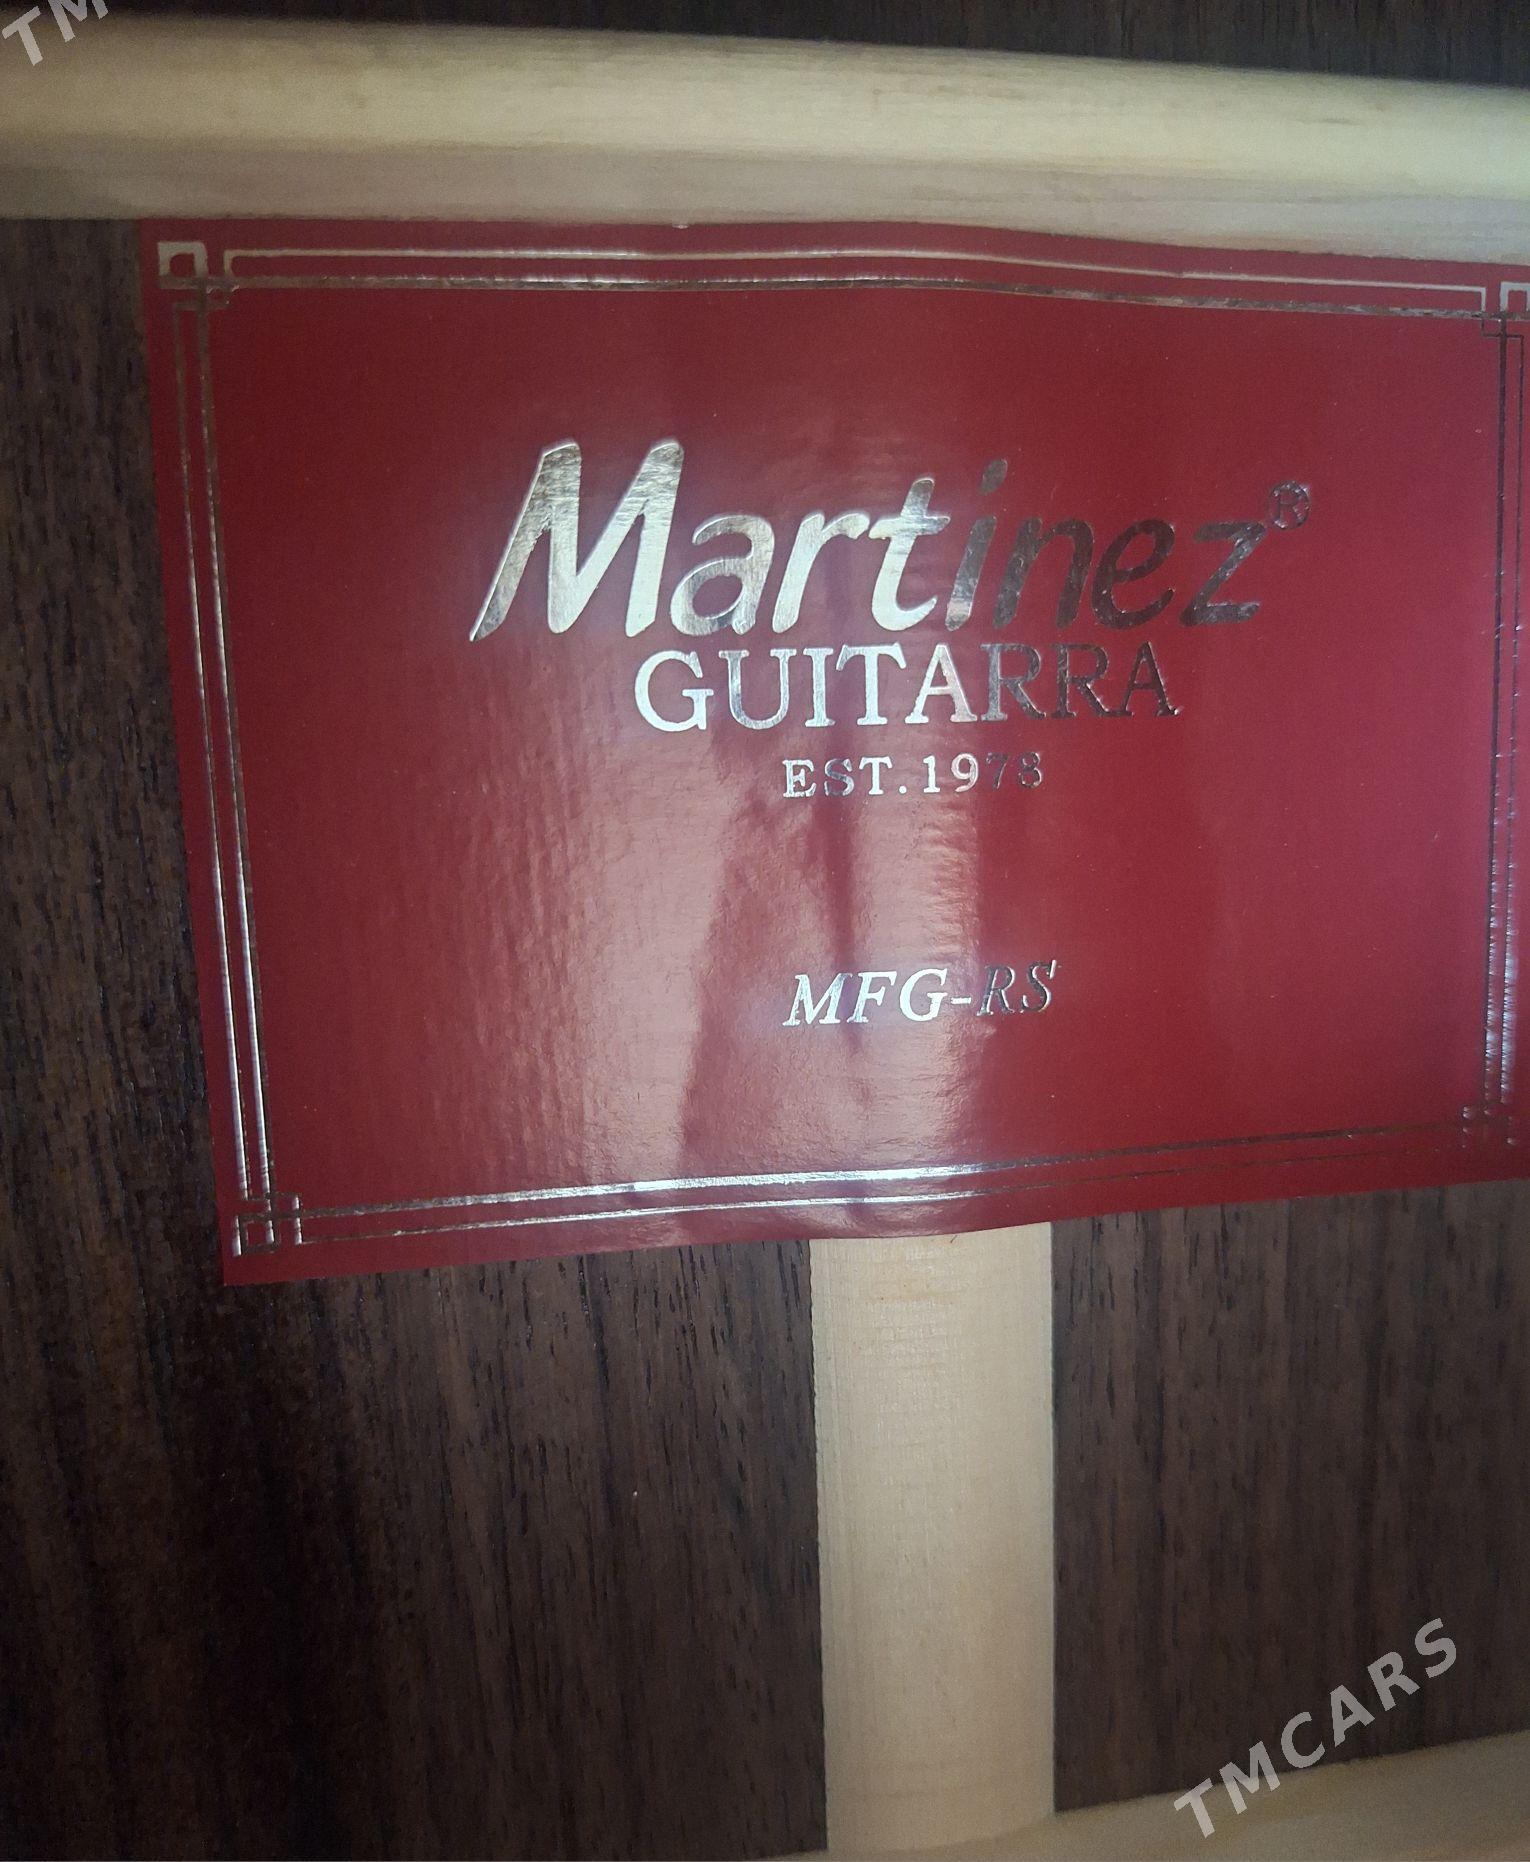 TM
Martinez®
GUITARRA
EST.1978
MFG-RS
TMCARS